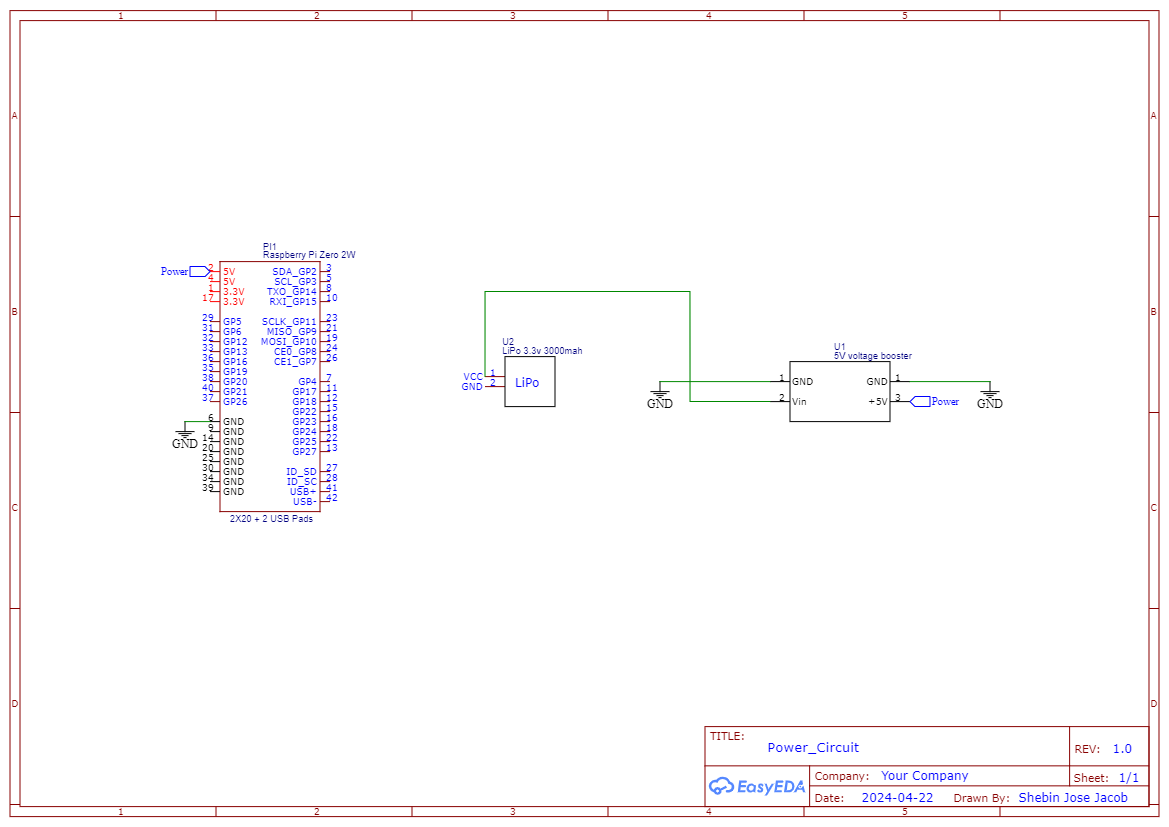 1 2 3 4 5
A A
B B
C C
D D
PI1
Raspberry Pi Zero 2W
Power 2 5V SDA_GP2 3
4 5V SCL_GP3 5
1 3.3V TXO_GP14 8
17 3.3V RXI_GP15 10
29 GP5 SCLK_GP11 23
31 GP6 MISO_GP9 21
32 GP12 MOSI_GP10 19
33 GP13 CE0_GP8 24
36 GP16 CE1_GP7 26
35 GP19
38 GP20 GP4 7
40 GP21 GP17 11
37 GP26 GP18 12
GP22 15
6 GND GP23 16
9 GND GP24 18
14 GND GP25 22
20 GND GP27 13
25 GND
30 GND ID_SD 27
34 GND ID_SC 28
39 GND USB+ 41
USB- 42
GND
2X20 + 2 USB Pads
U2
LiPo 3.3v 3000mah
VCC 1
GND 2
LiPo
U1
5V voltage booster
1 GND GND 1
2 Vin +5V 3 Power
GND GND
TITLE:
Power_Circuit
REV: 1.0
EasyEDA
Company: Your Company
Sheet: 1/1
Date: 2024-04-22 Drawn By: Shebin Jose Jacob
1 2 3 4 5